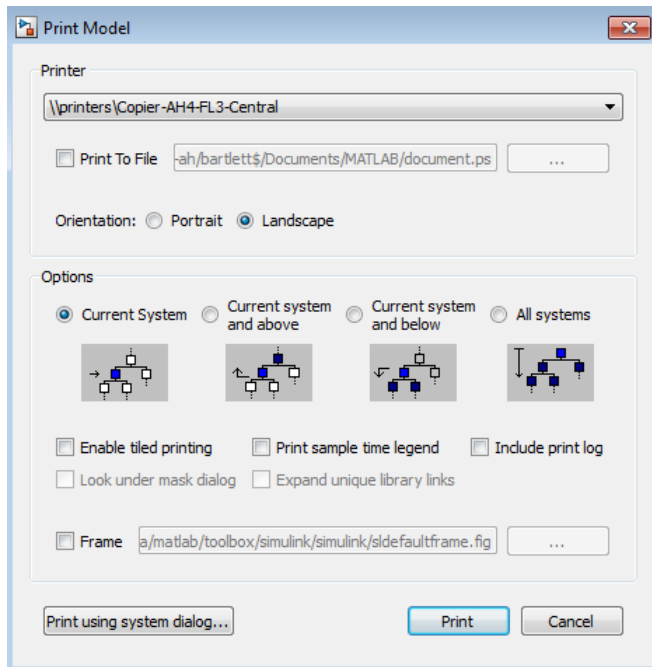 Print Model
Printer
\\printers\Copier-AH4-FL3-Central
Print To File
-ah/bartlett$/Documents/MATLAB/document.ps
...
Orientation:
Portrait
Landscape
Options
Current System
Current system
and above
Current system
and below
All systems
Enable tiled printing
Print sample time legend
Include print log
Look under mask dialog
Expand unique library links
Frame
a/matlab/toolbox/simulink/simulink/sldefaultframe.fig
...
Print using system dialog...
Print
Cancel